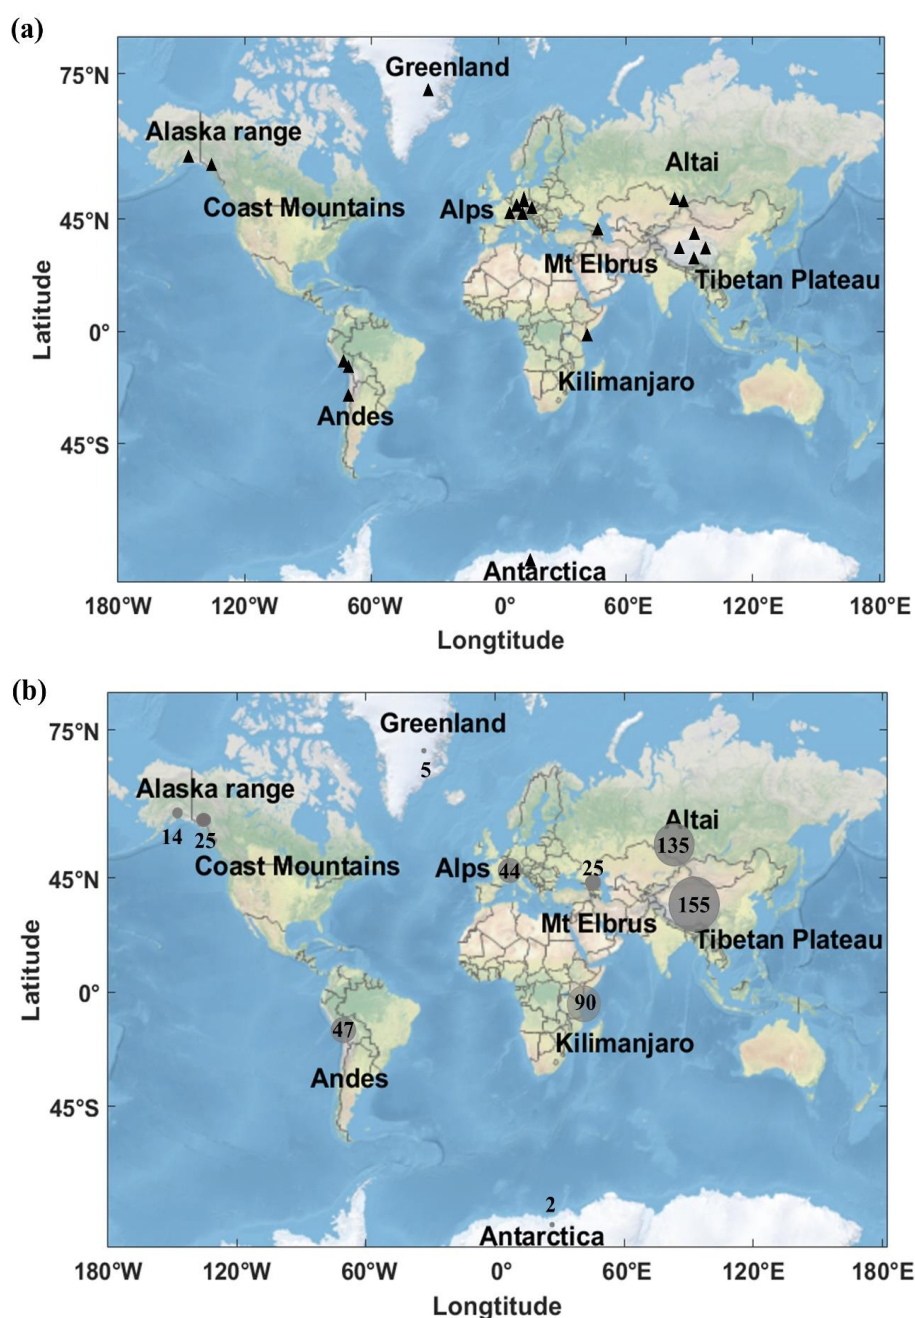 (a)
75°N
Greenland
Alaska range
Altai
Coast Mountains
45°N
Alps
Mt Elbrus
Tibetan Plateau
Latitude
0°
Kilimanjaro
Andes
45°S
Antarctica
180°W
120°W
60°W
0°
60°E
120°E
180°E
Longtitude
(b)
75°N
Greenland
5
Alaska range
14
25
Altai
135
Coast Mountains
45°N
Alps
44
25
155
Mt Elbrus
Tibetan Plateau
Latitude
0°
90
47
Kilimanjaro
Andes
45°S
2
Antarctica
180°W
120°W
60°W
0°
60°E
120°E
180°E
Longtitude